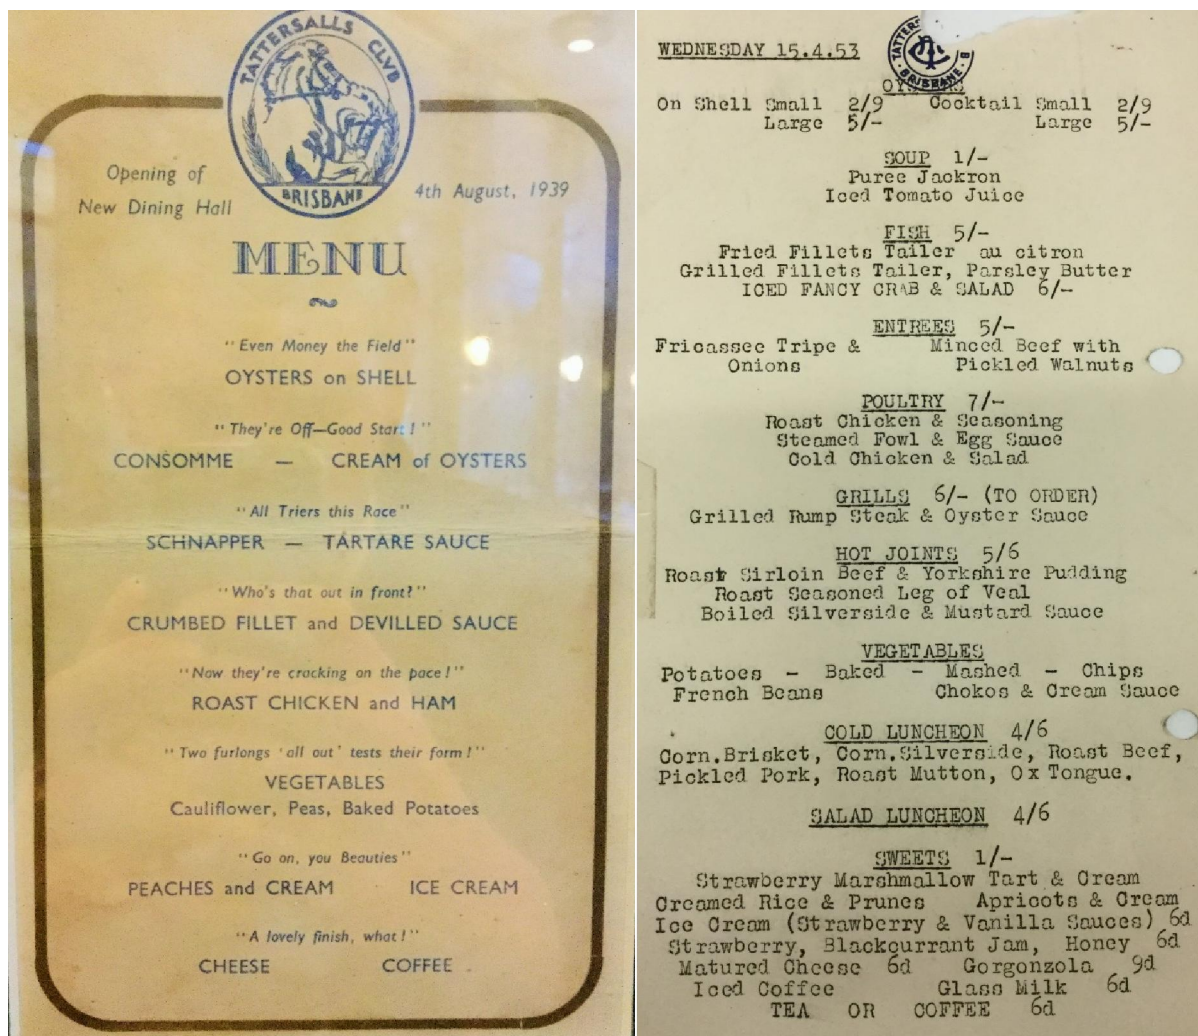 TATTERSALLS CLVB
BRISBANE
Opening of
New Dining Hall
4th August, 1939
MENU
"Even Money the Field"
OYSTERS on SHELL
"They're Off—Good Start!"
CONSOMME — CREAM of OYSTERS
"All Triers this Race"
SCHNAPPER — TARTARE SAUCE
"Who's that out in front?"
CRUMBED FILLET and DEVILLED SAUCE
"Now they're cracking on the pace!"
ROAST CHICKEN and HAM
"Two furlongs 'all out' tests their form!"
VEGETABLES
Cauliflower, Peas, Baked Potatoes
"Go on, you Beauties"
PEACHES and CREAM ICE CREAM
"A lovely finish, what!"
CHEESE COFFEE
WEDNESDAY 15.4.53
BRISBANE
On Shell Small 2/9 Cocktail Small 2/9
Large 5/- Large 5/-
SOUP 1/-
Puree Jackron
Iced Tomato Juice
FISH 5/-
Fried Fillets Tailer au citron
Grilled Fillets Tailer, Parsley Butter
ICED FANCY CRAB & SALAD 6/-
ENTREES 5/-
Fricassee Tripe & Minced Beef with
Onions Pickled Walnuts
POULTRY 7/-
Roast Chicken & Seasoning
Steamed Fowl & Egg Sauce
Cold Chicken & Salad
GRILLS 6/- (TO ORDER)
Grilled Rump Steak & Oyster Sauce
HOT JOINTS 5/6
Roast Sirloin Beef & Yorkshire Pudding
Roast Seasoned Leg of Veal
Boiled Silverside & Mustard Sauce
VEGETABLES
Potatoes - Baked - Mashed - Chips
French Beans Chokos & Cream Sauce
COLD LUNCHEON 4/6
Corn.Brisket, Corn.Silverside, Roast Beef,
Pickled Pork, Roast Mutton, Ox Tongue.
SALAD LUNCHEON 4/6
SWEETS 1/-
Strawberry Marshmallow Tart & Cream
Creamed Rice & Prunes Apricots & Cream
Ice Cream (Strawberry & Vanilla Sauces) 6d
Strawberry, Blackcurrant Jam, Honey 6d
Matured Cheese 6d Gorgonzola 9d
Iced Coffee Glass Milk 6d
TEA OR COFFEE 6d